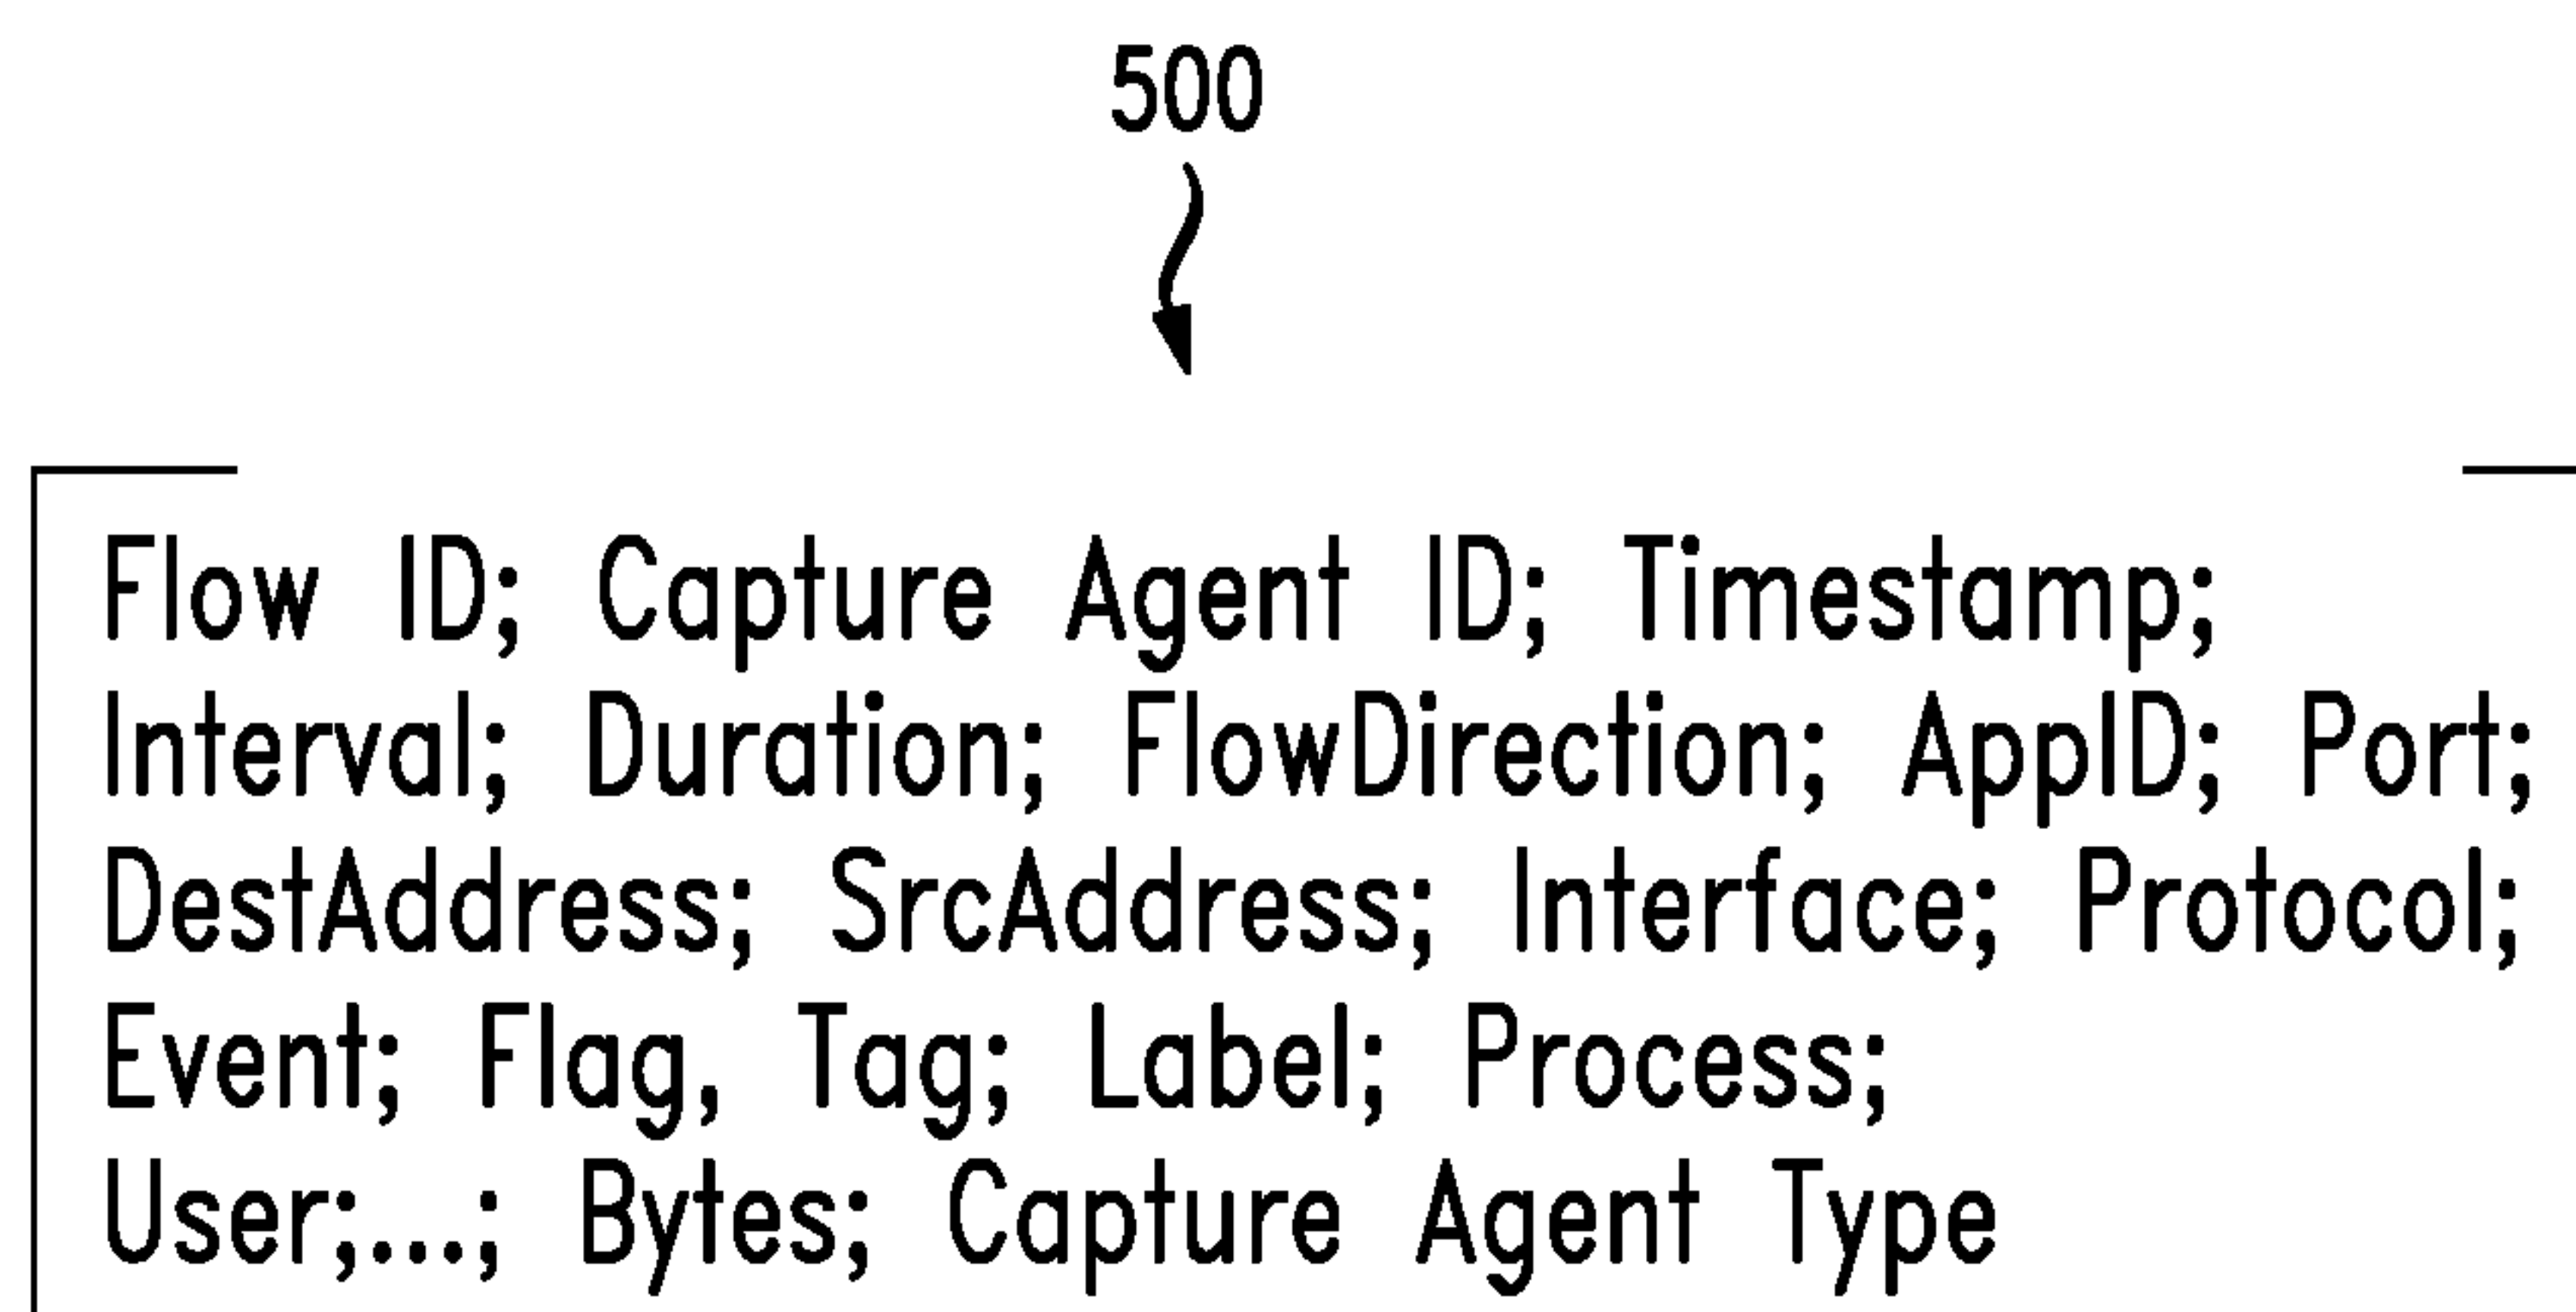 500
Flow ID; Capture Agent ID; Timestamp;
Interval; Duration; FlowDirection; AppID; Port;
DestAddress; SrcAddress; Interface; Protocol;
Event; Flag, Tag; Label; Process;
User;...; Bytes; Capture Agent Type